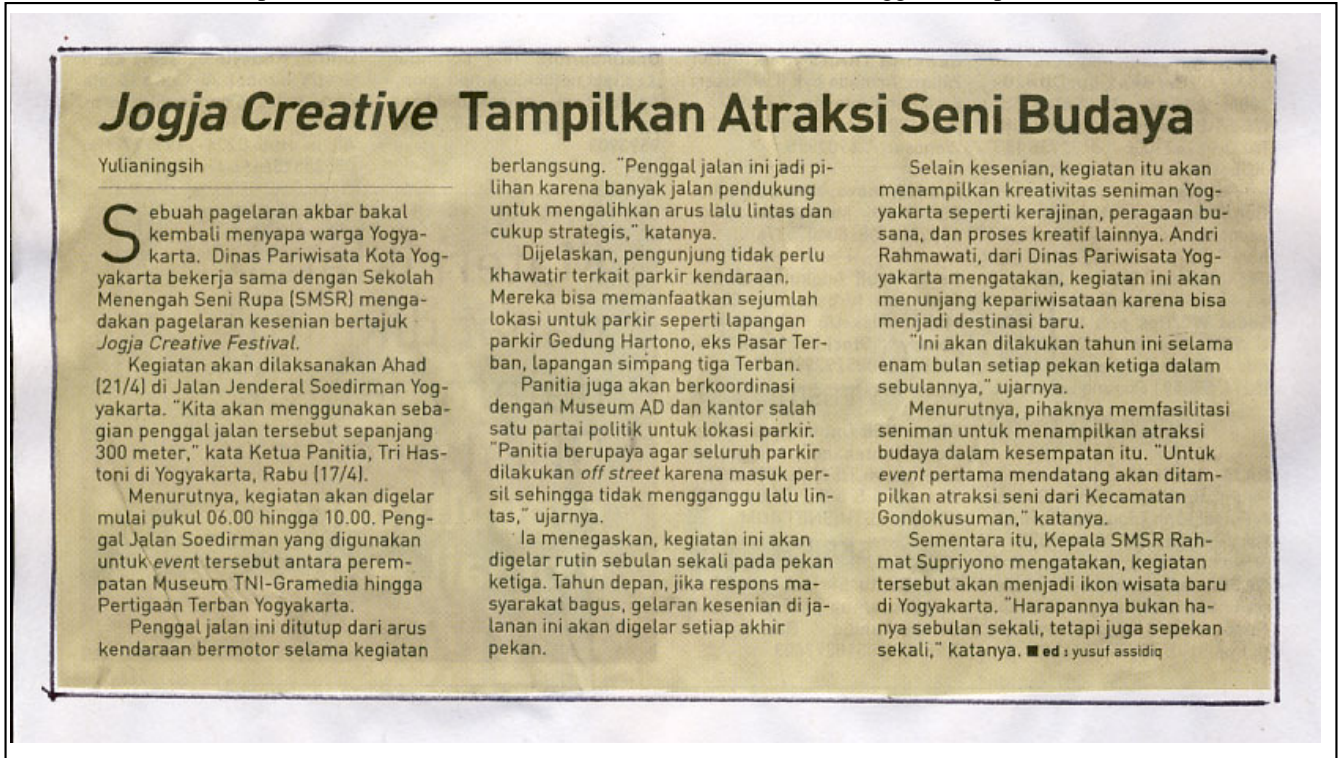 Jogja Creative Tampilkan Atraksi Seni Budaya
Yulianingsih
Sebuah pagelaran akbar bakal
kembali menyapa warga Yogya-
karta. Dinas Pariwisata Kota Yog-
yakarta bekerja sama dengan Sekolah
Menengah Seni Rupa (SMSR) menga-
dakan pagelaran kesenian bertajuk
Jogja Creative Festival.
Kegiatan akan dilaksanakan Ahad
(21/4) di Jalan Jenderal Soedirman Yog-
yakarta. "Kita akan menggunakan seba-
gian penggal jalan tersebut sepanjang
300 meter," kata Ketua Panitia, Tri Has-
toni di Yogyakarta, Rabu (17/4).
Menurutnya, kegiatan akan digelar
mulai pukul 06.00 hingga 10.00. Peng-
gal Jalan Soedirman yang digunakan
untuk event tersebut antara perem-
patan Museum TNI-Gramedia hingga
Pertigaan Terban Yogyakarta.
Penggal jalan ini ditutup dari arus
kendaraan bermotor selama kegiatan
berlangsung. "Penggal jalan ini jadi pi-
lihan karena banyak jalan pendukung
untuk mengalihkan arus lalu lintas dan
cukup strategis," katanya.
Dijelaskan, pengunjung tidak perlu
khawatir terkait parkir kendaraan.
Mereka bisa memanfaatkan sejumlah
lokasi untuk parkir seperti lapangan
parkir Gedung Hartono, eks Pasar Ter-
ban, lapangan simpang tiga Terban.
Panitia juga akan berkoordinasi
dengan Museum AD dan kantor salah
satu partai politik untuk lokasi parkir.
"Panitia berupaya agar seluruh parkir
dilakukan off street karena masuk per-
sil sehingga tidak mengganggu lalu lin-
tas," ujarnya.
Ia menegaskan, kegiatan ini akan
digelar rutin sebulan sekali pada pekan
ketiga. Tahun depan, jika respons ma-
syarakat bagus, gelaran kesenian di ja-
lanan ini akan digelar setiap akhir
pekan.
Selain kesenian, kegiatan itu akan
menampilkan kreativitas seniman Yog-
yakarta seperti kerajinan, peragaan bu-
sana, dan proses kreatif lainnya. Andri
Rahmawati, dari Dinas Pariwisata Yog-
yakarta mengatakan, kegiatan ini akan
menunjang kepariwisataan karena bisa
menjadi destinasi baru.
"Ini akan dilakukan tahun ini selama
enam bulan setiap pekan ketiga dalam
sebulannya," ujarnya.
Menurutnya, pihaknya memfasilitasi
seniman untuk menampilkan atraksi
budaya dalam kesempatan itu. "Untuk
event pertama mendatang akan ditam-
pilkan atraksi seni dari Kecamatan
Gondokusuman," katanya.
Sementara itu, Kepala SMSR Rah-
mat Supriyono mengatakan, kegiatan
tersebut akan menjadi ikon wisata baru
di Yogyakarta. "Harapannya bukan ha-
nya sebulan sekali, tetapi juga sepekan
sekali," katanya. ■ ed : yusuf assidiq